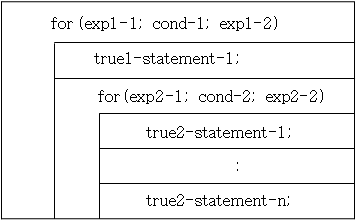 for (exp1-1; cond-1; exp1-2)
true1-statement-1;
for(exp2-1; cond-2; exp2-2)
true2-statement-1;
:
true2-statement-n;